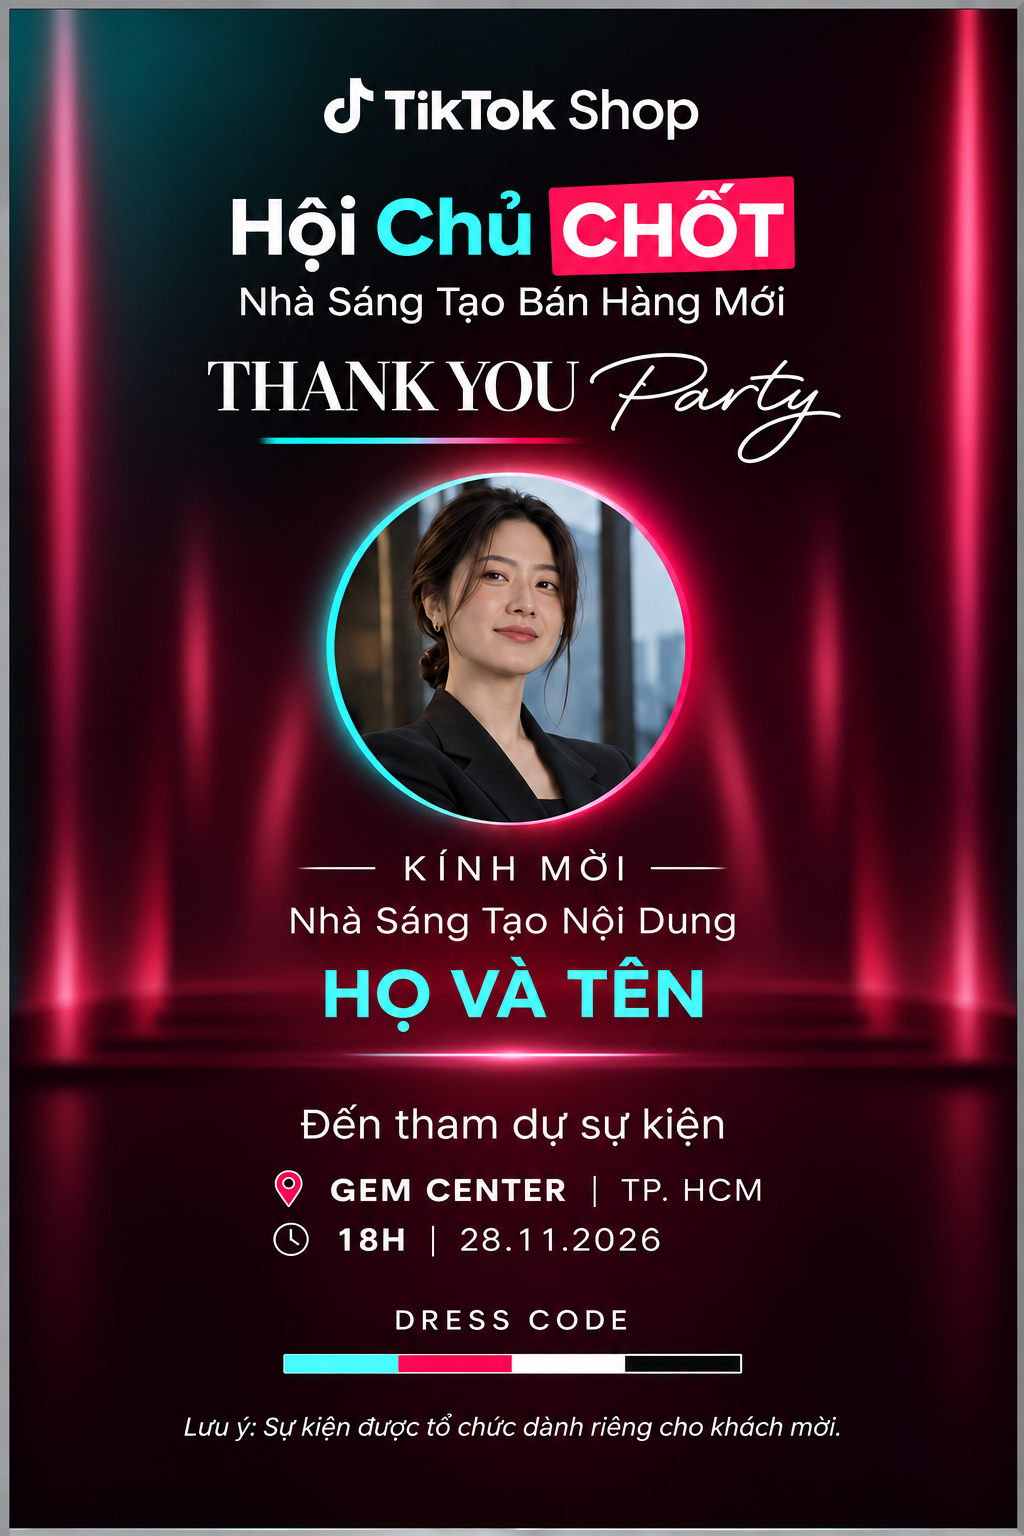 TikTok Shop
Hội Chủ CHỐT
Nhà Sáng Tạo Bán Hàng Mới
THANK YOU Party
KÍNH MỜI
Nhà Sáng Tạo Nội Dung
HỌ VÀ TÊN
Đến tham dự sự kiện
GEM CENTER | TP. HCM
18H | 28.11.2026
DRESS CODE
Lưu ý: Sự kiện được tổ chức dành riêng cho khách mời.